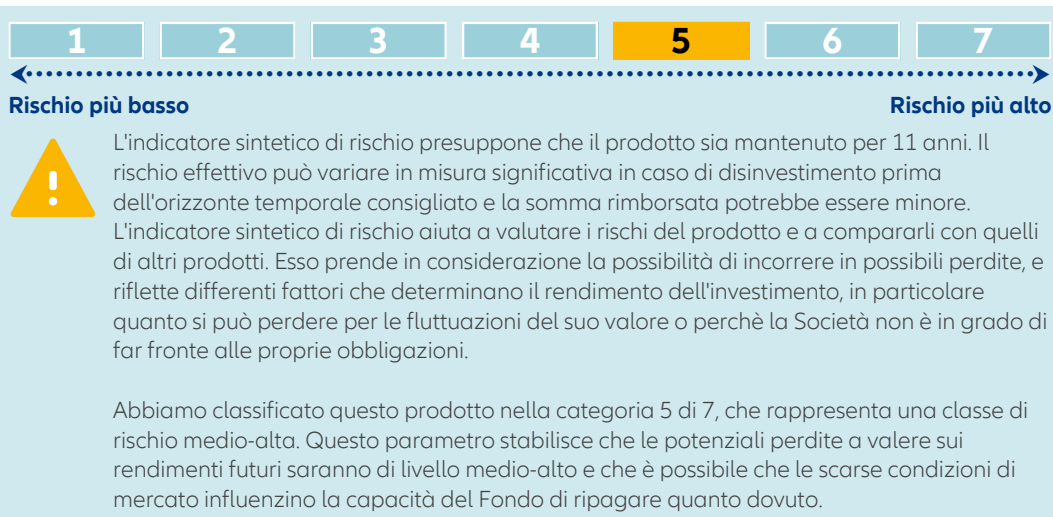 1 2 3 4 5 6 7
Rischio più basso Rischio più alto
L'indicatore sintetico di rischio presuppone che il prodotto sia mantenuto per 11 anni. Il
rischio effettivo può variare in misura significativa in caso di disinvestimento prima
dell'orizzonte temporale consigliato e la somma rimborsata potrebbe essere minore.
L'indicatore sintetico di rischio aiuta a valutare i rischi del prodotto e a compararli con quelli
di altri prodotti. Esso prende in considerazione la possibilità di incorrere in possibili perdite, e
riflette differenti fattori che determinano il rendimento dell'investimento, in particolare
quanto si può perdere per le fluttuazioni del suo valore o perchè la Società non è in grado di
far fronte alle proprie obbligazioni.
Abbiamo classificato questo prodotto nella categoria 5 di 7, che rappresenta una classe di
rischio medio-alta. Questo parametro stabilisce che le potenziali perdite a valere sui
rendimenti futuri saranno di livello medio-alto e che è possibile che le scarse condizioni di
mercato influenzino la capacità del Fondo di ripagare quanto dovuto.